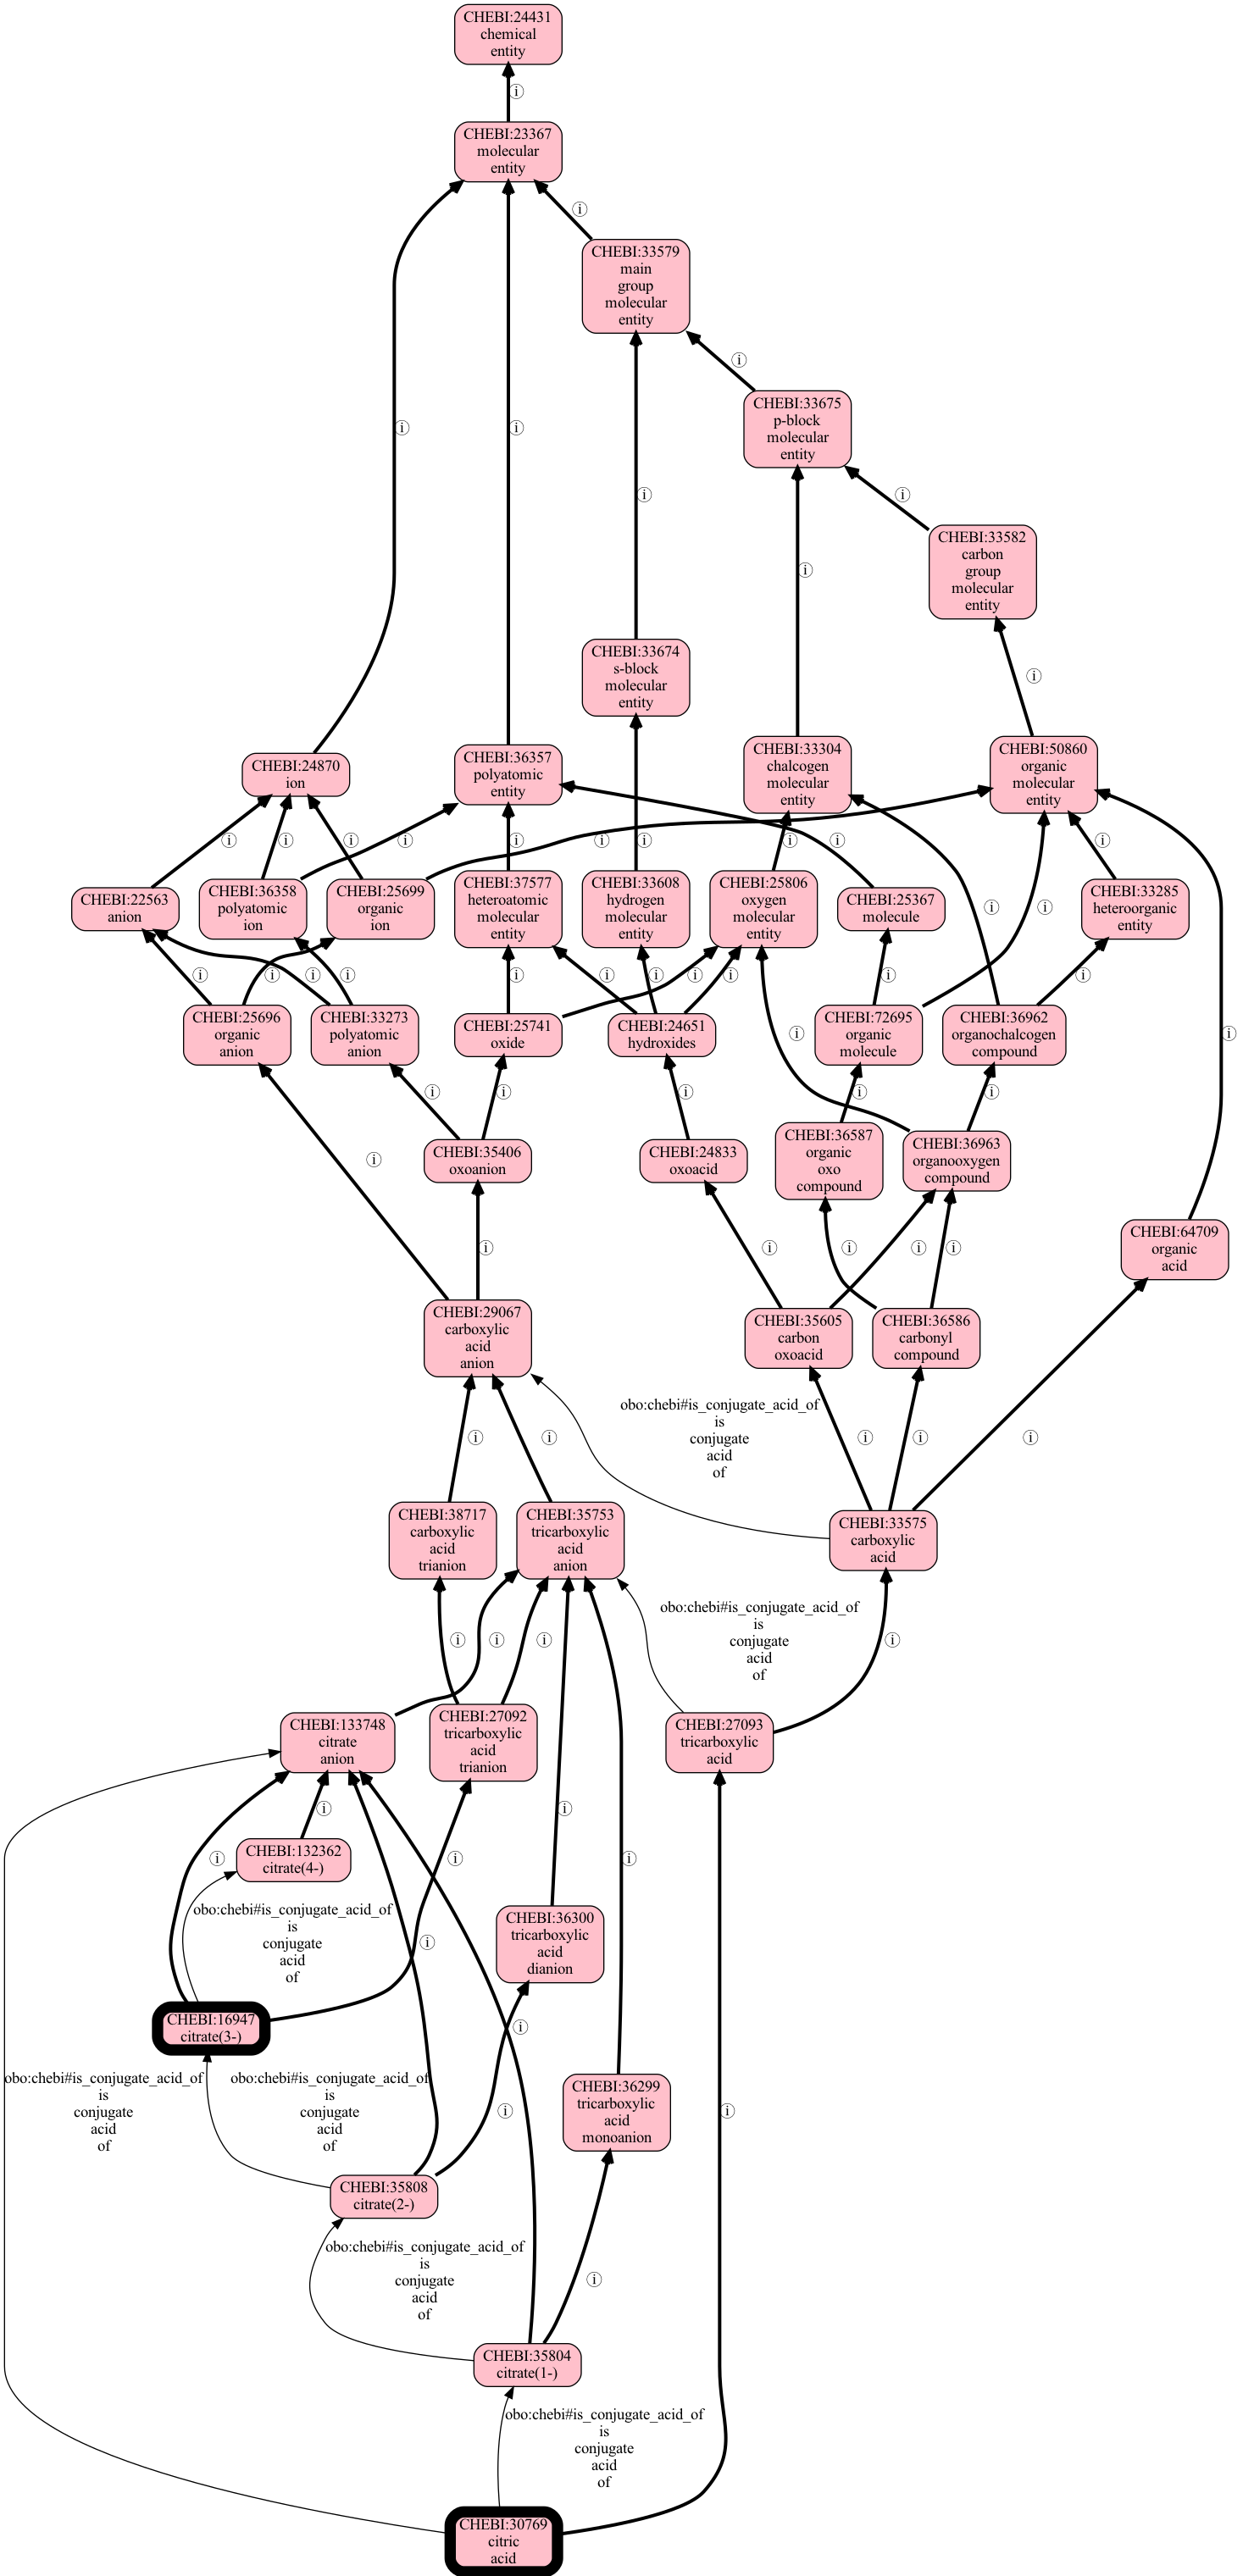 CHEBI:24431
chemical
entity
ⓘ
CHEBI:23367
molecular
entity
ⓘ
CHEBI:33579
main
group
molecular
entity
ⓘ
CHEBI:33675
p-block
molecular
entity
ⓘ
ⓘ
ⓘ
ⓘ
CHEBI:33582
carbon
group
molecular
entity
ⓘ
CHEBI:33674
s-block
molecular
entity
ⓘ
CHEBI:24870
ion
CHEBI:36357
polyatomic
entity
CHEBI:33304
chalcogen
molecular
entity
CHEBI:50860
organic
molecular
entity
ⓘ
ⓘ
ⓘ
ⓘ
ⓘ
ⓘ
ⓘ
ⓘ
ⓘ
ⓘ
CHEBI:22563
anion
CHEBI:36358
polyatomic
ion
CHEBI:25699
organic
ion
CHEBI:37577
heteroatomic
molecular
entity
CHEBI:33608
hydrogen
molecular
entity
CHEBI:25806
oxygen
molecular
entity
CHEBI:25367
molecule
ⓘ
ⓘ
CHEBI:33285
heteroorganic
entity
ⓘ
ⓘ
ⓘ
ⓘ
ⓘ
ⓘ
ⓘ
ⓘ
ⓘ
ⓘ
ⓘ
CHEBI:25696
organic
anion
CHEBI:33273
polyatomic
anion
CHEBI:25741
oxide
CHEBI:24651
hydroxides
ⓘ
CHEBI:72695
organic
molecule
CHEBI:36962
organochalcogen
compound
ⓘ
ⓘ
ⓘ
ⓘ
ⓘ
ⓘ
ⓘ
CHEBI:35406
oxoanion
CHEBI:24833
oxoacid
CHEBI:36587
organic
oxo
compound
CHEBI:36963
organooxygen
compound
CHEBI:64709
organic
acid
ⓘ
ⓘ
ⓘ
ⓘ
ⓘ
CHEBI:29067
carboxylic
acid
anion
CHEBI:35605
carbon
oxoacid
CHEBI:36586
carbonyl
compound
ⓘ
ⓘ
obo:chebi#is_conjugate_acid_of
is
conjugate
acid
of
ⓘ
ⓘ
ⓘ
CHEBI:38717
carboxylic
acid
trianion
CHEBI:35753
tricarboxylic
acid
anion
CHEBI:33575
carboxylic
acid
ⓘ
ⓘ
ⓘ
obo:chebi#is_conjugate_acid_of
is
conjugate
acid
of
ⓘ
CHEBI:133748
citrate
anion
CHEBI:27092
tricarboxylic
acid
trianion
CHEBI:27093
tricarboxylic
acid
ⓘ
ⓘ
ⓘ
CHEBI:132362
citrate(4-)
ⓘ
ⓘ
obo:chebi#is_conjugate_acid_of
is
conjugate
acid
of
ⓘ
CHEBI:36300
tricarboxylic
acid
dianion
CHEBI:16947
citrate(3-)
ⓘ
obo:chebi#is_conjugate_acid_of
is
conjugate
acid
of
obo:chebi#is_conjugate_acid_of
is
conjugate
acid
of
ⓘ
CHEBI:36299
tricarboxylic
acid
monoanion
ⓘ
CHEBI:35808
citrate(2-)
obo:chebi#is_conjugate_acid_of
is
conjugate
acid
of
ⓘ
CHEBI:35804
citrate(1-)
obo:chebi#is_conjugate_acid_of
is
conjugate
acid
of
CHEBI:30769
citric
acid